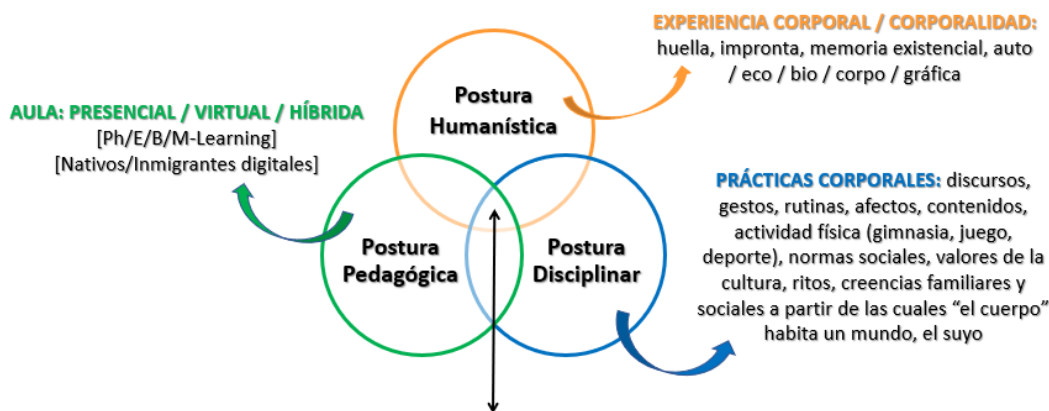 EXPERIENCIA CORPORAL / CORPORALIDAD:
huella, impronta, memoria existencial, auto
/ eco / bio / corpo / gráfica
Postura
Humanística
AULA: PRESENCIAL / VIRTUAL / HÍBRIDA
[Ph/E/B/M-Learning]
[Nativos/Inmigrantes digitales]
Postura
Pedagógica
Postura
Disciplinar
PRÁCTICAS CORPORALES: discursos,
gestos, rutinas, afectos, contenidos,
actividad física (gimnasia, juego,
deporte), normas sociales, valores de la
cultura, ritos, creencias familiares y
sociales a partir de las cuales “el cuerpo”
habita un mundo, el suyo